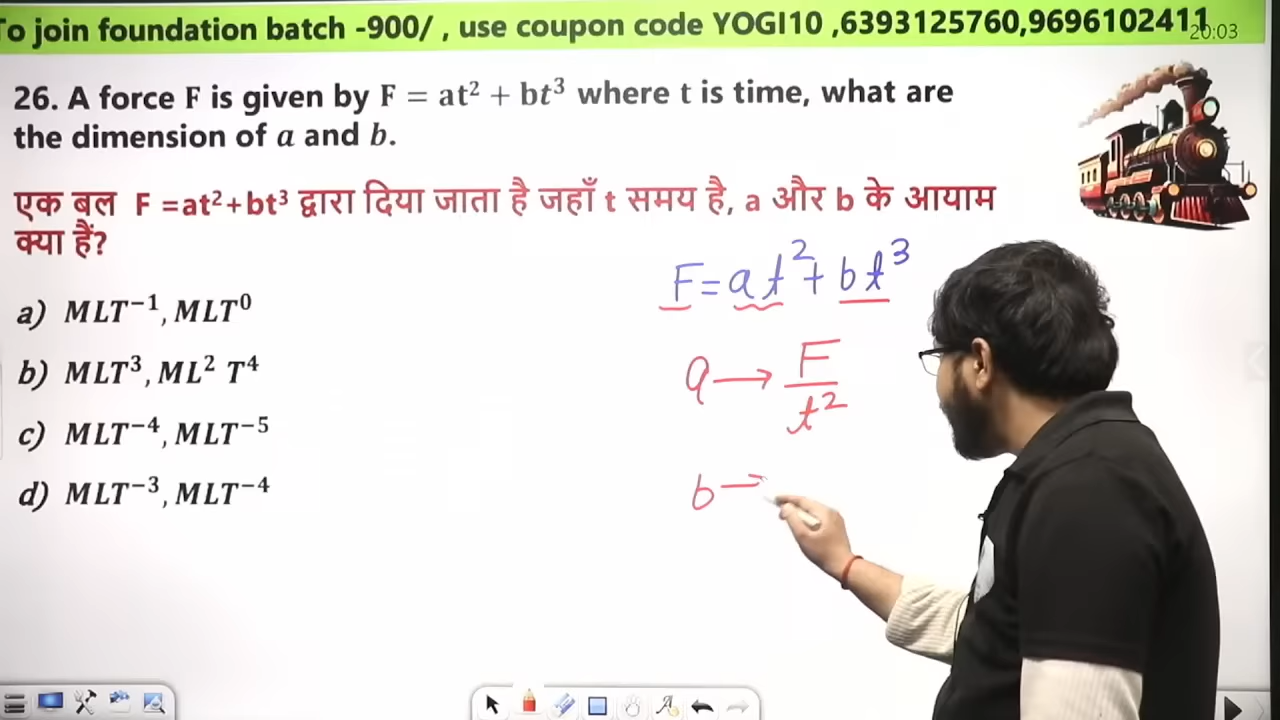 To join foundation batch -900/ , use coupon code YOGI10 ,6393125760,9696102411
20:03
26. A force F is given by F = at² + bt³ where t is time, what are
the dimension of a and b.
एक बल F =at²+bt³ द्वारा दिया जाता है जहाँ t समय है, a और b के आयाम
क्या हैं?
a) MLT⁻¹, MLT⁰
b) MLT³, ML² T⁴
c) MLT⁻⁴, MLT⁻⁵
d) MLT⁻³, MLT⁻⁴
F = at² + bt³
a → F/t²
b →